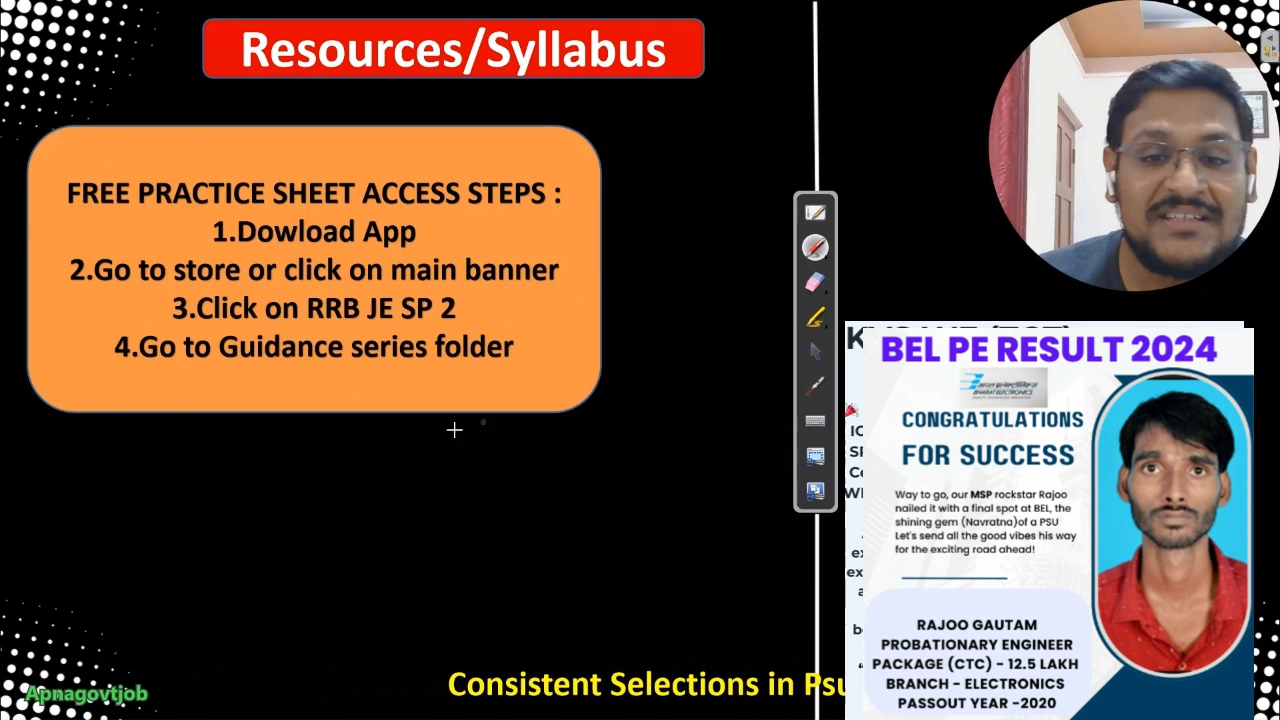 Resources/Syllabus
FREE PRACTICE SHEET ACCESS STEPS :
1.Dowload App
2.Go to store or click on main banner
3.Click on RRB JE SP 2
4.Go to Guidance series folder
BEL PE RESULT 2024
BHARAT ELECTRONICS
CONGRATULATIONS
FOR SUCCESS
Way to go, our MSP rockstar Rajoo
nailed it with a final spot at BEL, the
shining gem (Navratna)of a PSU
Let's send all the good vibes his way
for the exciting road ahead!
RAJOO GAUTAM
PROBATIONARY ENGINEER
PACKAGE (CTC) - 12.5 LAKH
BRANCH - ELECTRONICS
PASSOUT YEAR -2020
Consistent Selections in Psu
Apnagovtjob